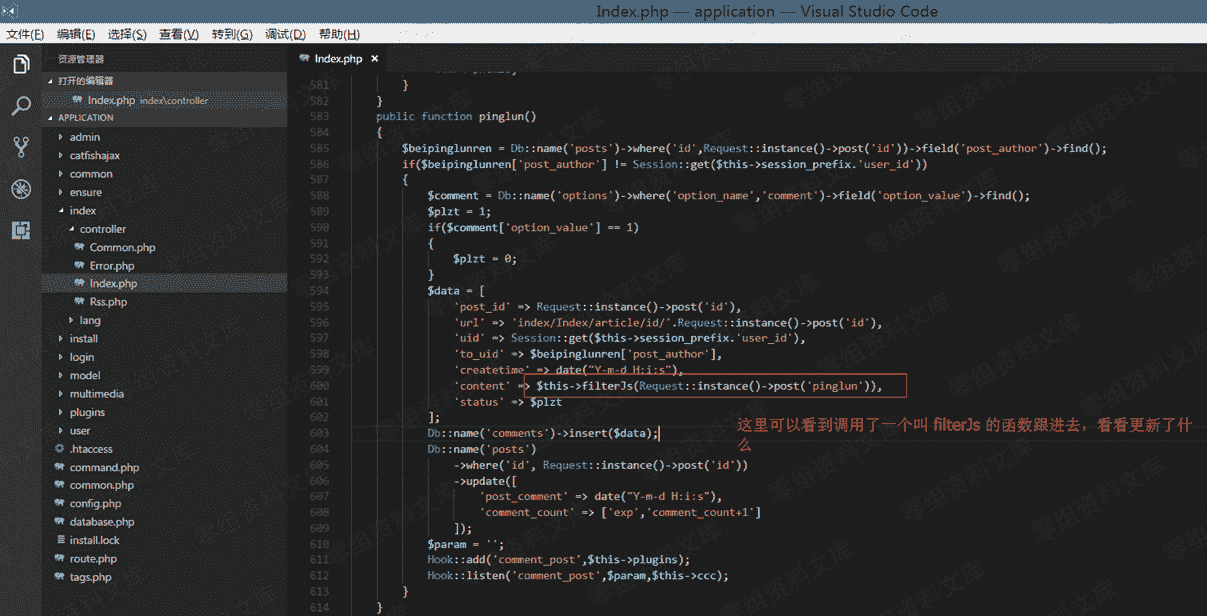 Index.php — application — Visual Studio Code
文件(F) 编辑(E) 选择(S) 查看(V) 转到(G) 调试(D) 帮助(H)
资源管理器
打开的编辑器
Index.php index\controller
APPLICATION
admin
catfishajax
common
ensure
index
controller
Common.php
Error.php
Index.php
Rss.php
lang
install
login
model
multimedia
plugins
user
.htaccess
command.php
common.php
config.php
database.php
install.lock
route.php
tags.php
Index.php ×
581 }
582 }
583 public function pinglun()
584 {
585 $beipinglunren = Db::name('posts')->where('id',Request::instance()->post('id'))->field('post_author')->find();
586 if($beipinglunren['post_author'] != Session::get($this->session_prefix.'user_id'))
587 {
588 $comment = Db::name('options')->where('option_name','comment')->field('option_value')->find();
589 $plzt = 1;
590 if($comment['option_value'] == 1)
591 {
592 $plzt = 0;
593 }
594 $data = [
595 'post_id' => Request::instance()->post('id'),
596 'url' => 'index/Index/article/id/'.Request::instance()->post('id'),
597 'uid' => Session::get($this->session_prefix.'user_id'),
598 'to_uid' => $beipinglunren['post_author'],
599 'createtime' => date("Y-m-d H:i:s"),
600 'content' => $this->filterJs(Request::instance()->post('pinglun')),
601 'status' => $plzt
602 ];
603 Db::name('comments')->insert($data);
604 Db::name('posts')
605 ->where('id', Request::instance()->post('id'))
606 ->update([
607 'post_comment' => date("Y-m-d H:i:s"),
608 'comment_count' => ['exp','comment_count+1']
609 ]);
610 $param = '';
611 Hook::add('comment_post',$this->plugins);
612 Hook::listen('comment_post',$param,$this->ccc);
613 }
614 }
这里可以看到调用了一个叫 filterJs 的函数跟进去，看看更新了什
么
零组资料文库